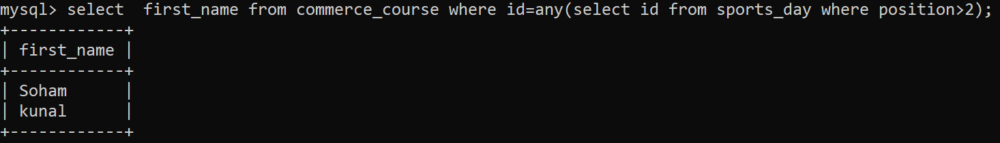 mysql> select  first_name from commerce_course where id=any(select id from sports_day where position>2);
+------------+
| first_name |
+------------+
| Soham      |
| kunal      |
+------------+